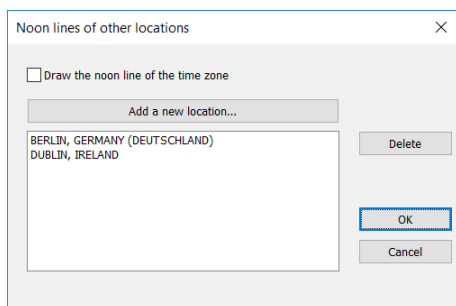 Noon lines of other locations
Draw the noon line of the time zone
Add a new location...
BERLIN, GERMANY (DEUTSCHLAND)
DUBLIN, IRELAND
Delete
OK
Cancel